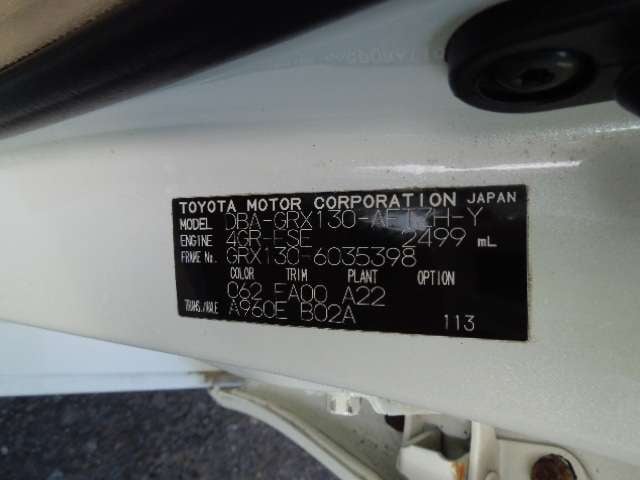 TOYOTA MOTOR CORPORATION JAPAN
MODEL DBA-GRX130-AETZH-Y
ENGINE 4GR-FSE 2499 mL
FRAME No. GRX130-6035398
COLOR TRIM PLANT OPTION
062 FA00 A22
TRANS./AXLE A960E B02A
113